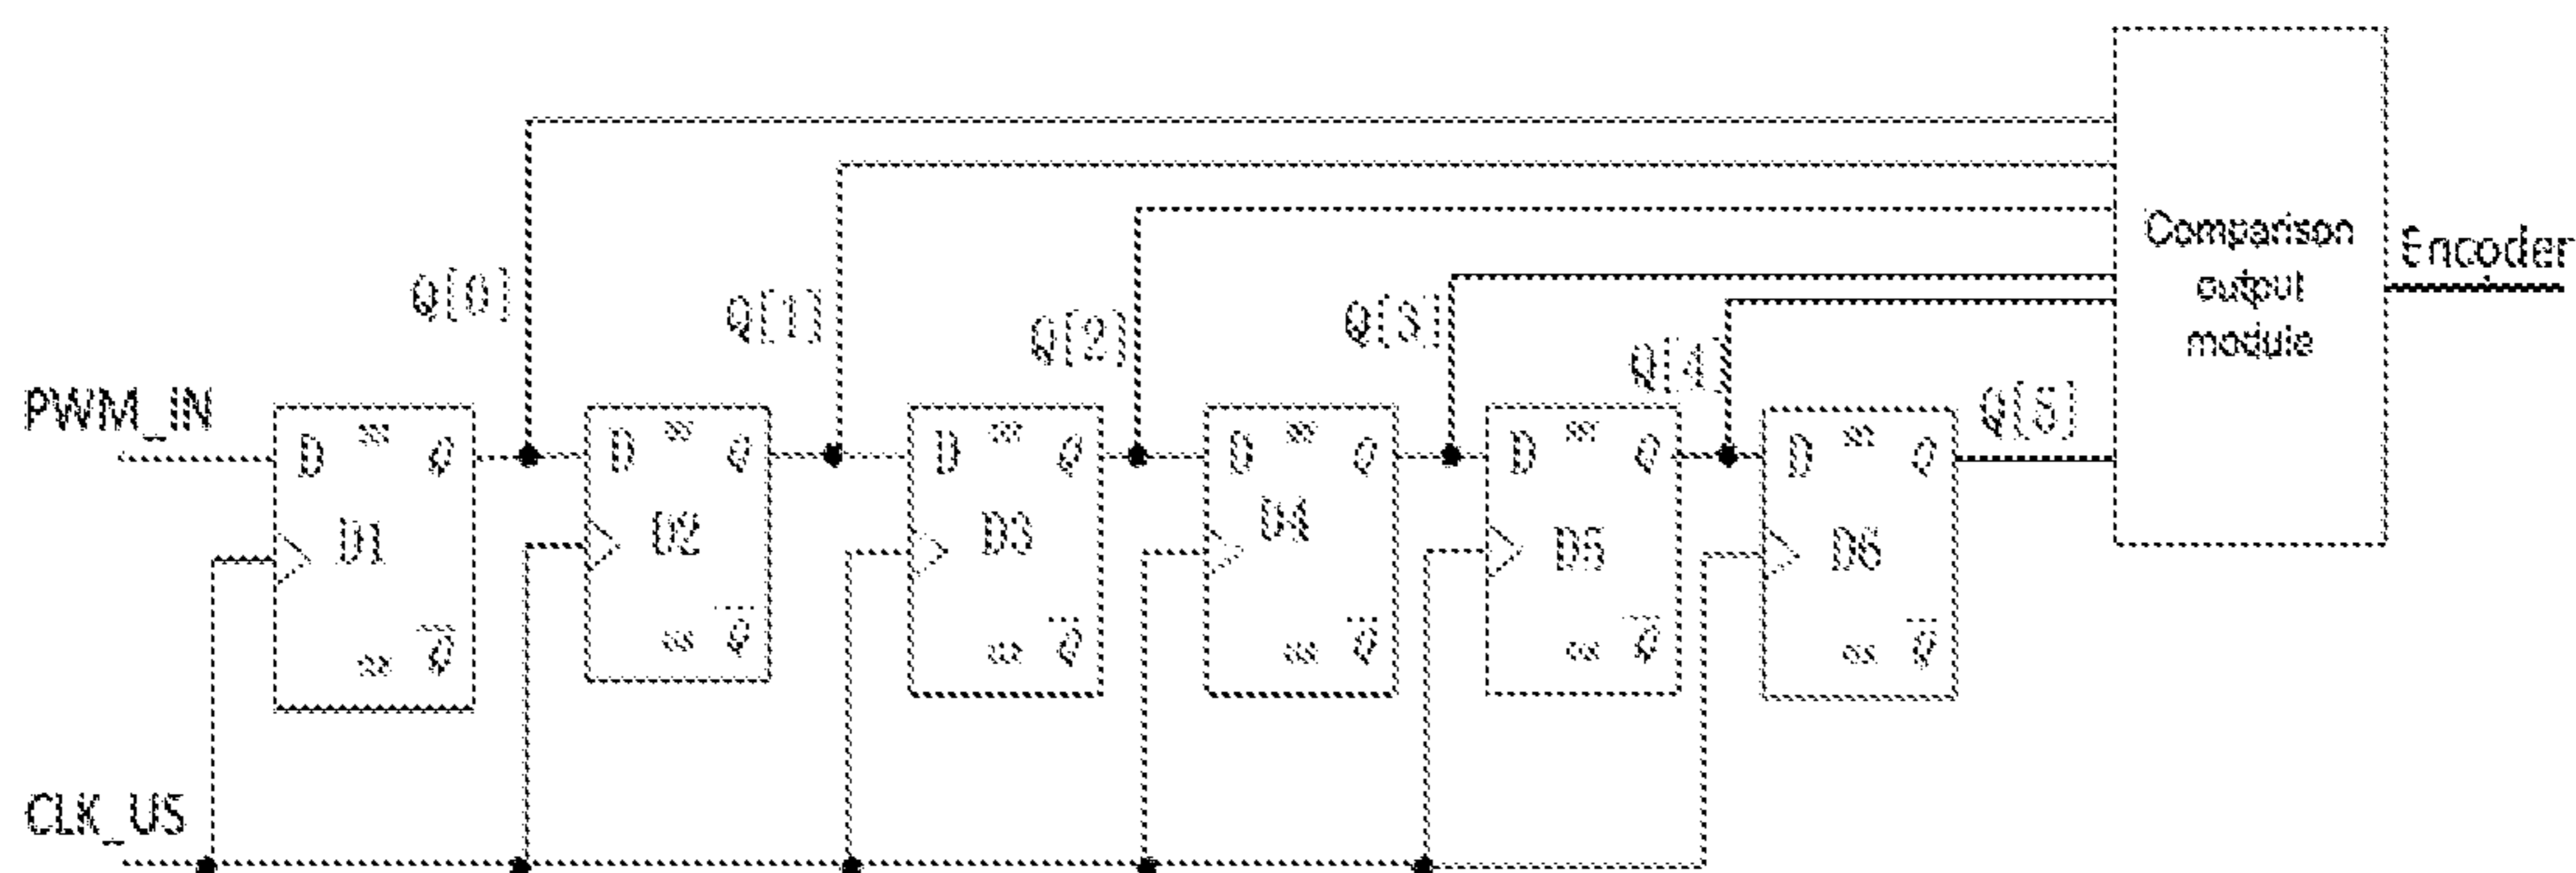 PWM_IN
CLK_US
Q[0]
Q[1]
Q[2]
Q[3]
Q[4]
Q[5]
D Q
D1
Q
D Q
D2
Q
D Q
D3
Q
D Q
D4
Q
D Q
D5
Q
D Q
D6
Q
Comparison
output
module
Encoder